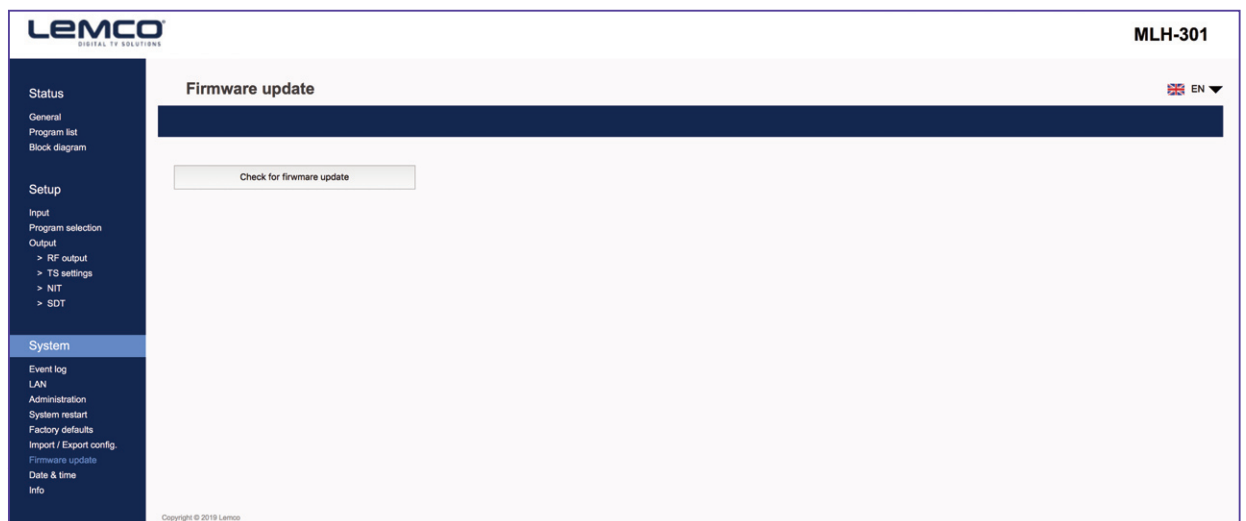 LEMCO
DIGITAL TV SOLUTIONS
MLH-301
Status
General
Program list
Block diagram
Setup
Input
Program selection
Output
> RF output
> TS settings
> NIT
> SDT
System
Event log
LAN
Administration
System restart
Factory defaults
Import / Export config.
Firmware update
Date & time
Info
Firmware update
EN
Check for firwmare update
Copyright © 2019 Lemco